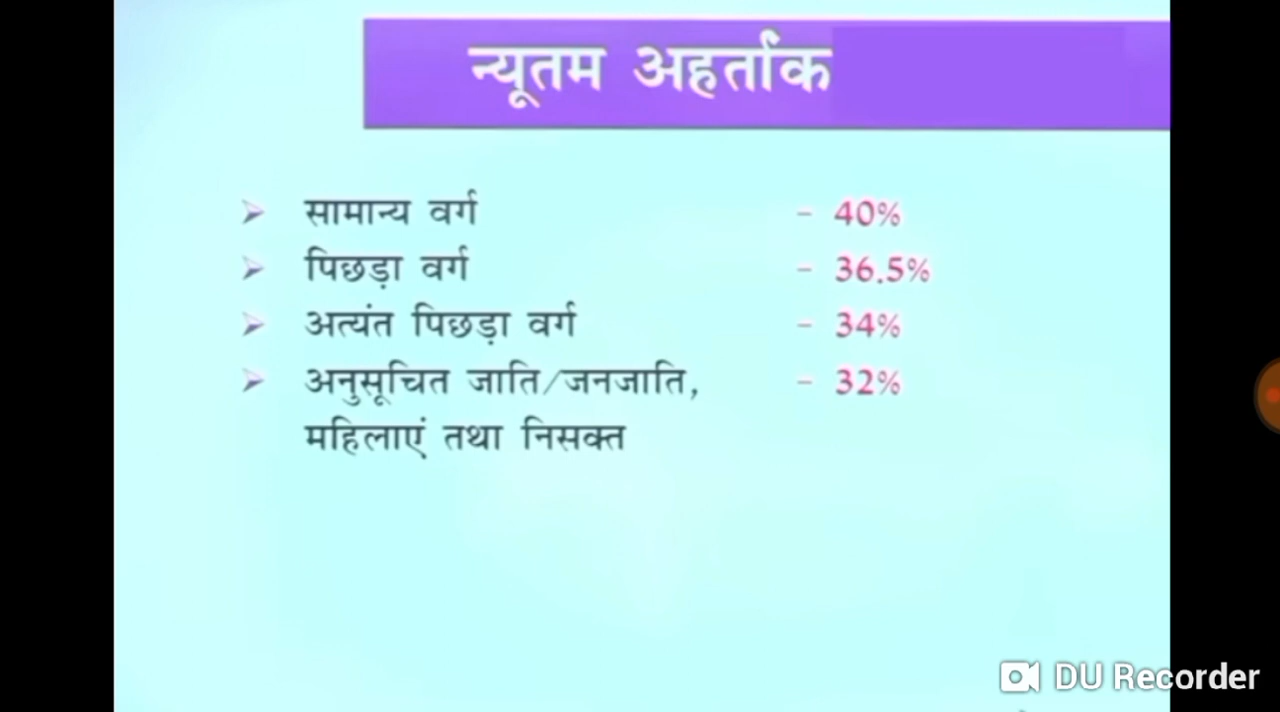 न्यूतम अहर्ताक
➢ सामान्य वर्ग - 40%
➢ पिछड़ा वर्ग - 36.5%
➢ अत्यंत पिछड़ा वर्ग - 34%
➢ अनुसूचित जाति/जनजाति, - 32%
महिलाएं तथा निसक्त
DU Recorder